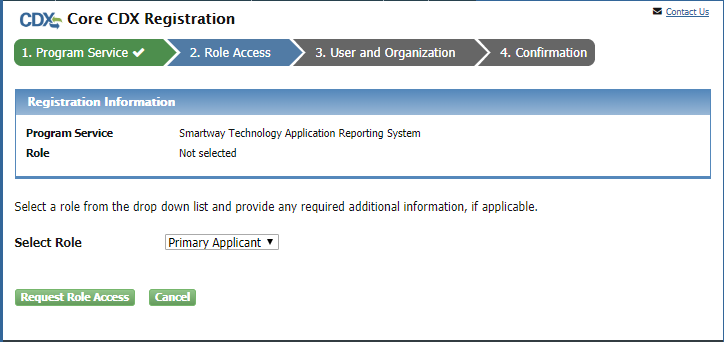 CDX Core CDX Registration
Contact Us
1. Program Service
2. Role Access
3. User and Organization
4. Confirmation
Registration Information
Program Service Smartway Technology Application Reporting System
Role Not selected
Select a role from the drop down list and provide any required additional information, if applicable.
Select Role Primary Applicant
Request Role Access Cancel